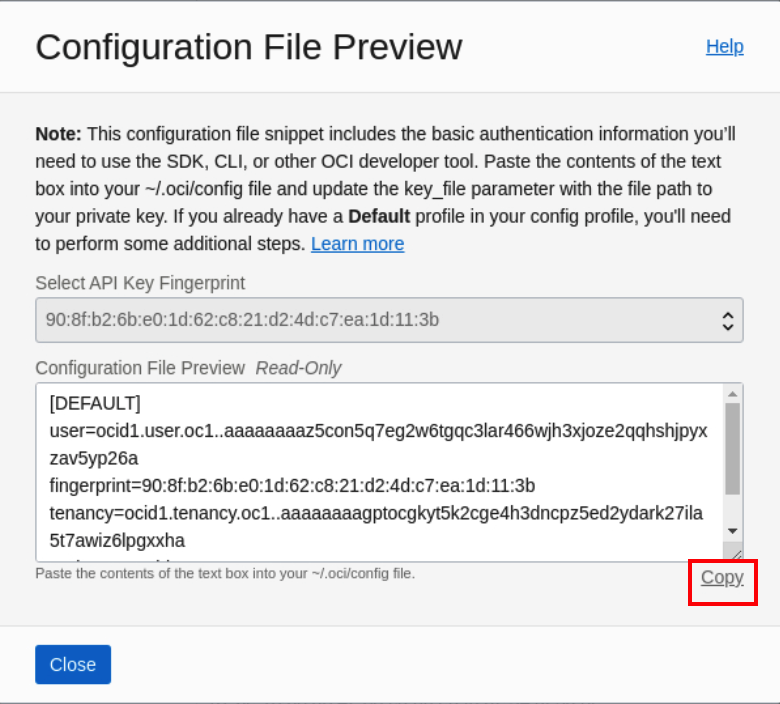 Configuration File Preview
Help
Note: This configuration file snippet includes the basic authentication information you'll
need to use the SDK, CLI, or other OCI developer tool. Paste the contents of the text
box into your ~/.oci/config file and update the key_file parameter with the file path to
your private key. If you already have a Default profile in your config profile, you'll need
to perform some additional steps. Learn more
Select API Key Fingerprint
90:8f:b2:6b:e0:1d:62:c8:21:d2:4d:c7:ea:1d:11:3b
Configuration File Preview Read-Only
[DEFAULT]
user=ocid1.user.oc1..aaaaaaaaz5con5q7eg2w6tgqc3lar466wjh3xjoze2qqhshjpyx
zav5yp26a
fingerprint=90:8f:b2:6b:e0:1d:62:c8:21:d2:4d:c7:ea:1d:11:3b
tenancy=ocid1.tenancy.oc1..aaaaaaaagptocgkyt5k2cge4h3dncpz5ed2ydark27ila
5t7awiz6lpgxxha
Paste the contents of the text box into your ~/.oci/config file.
Copy
Close